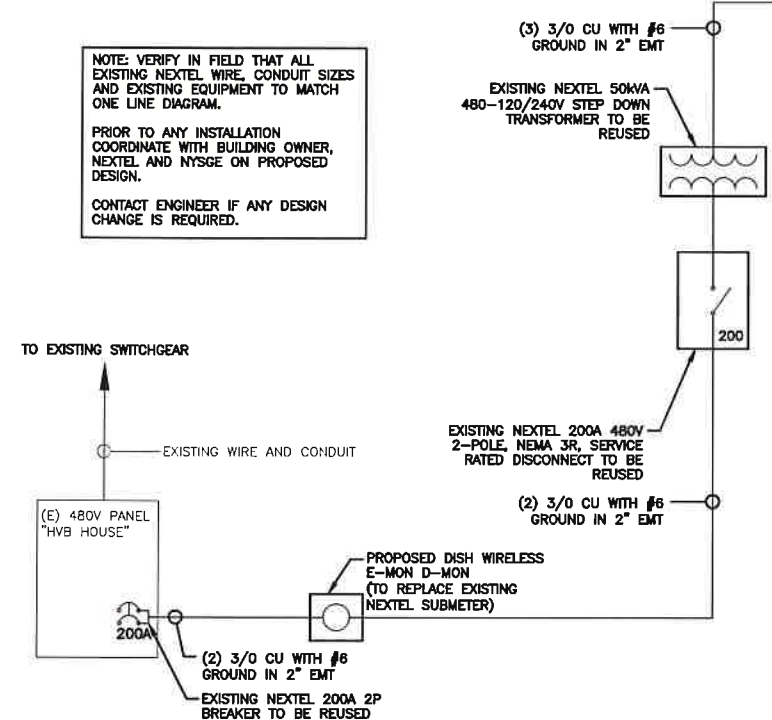 (3) 3/0 CU WITH #6
GROUND IN 2" EMT
NOTE: VERIFY IN FIELD THAT ALL
EXISTING NEXTEL WIRE, CONDUIT SIZES
AND EXISTING EQUIPMENT TO MATCH
ONE LINE DIAGRAM.
PRIOR TO ANY INSTALLATION
COORDINATE WITH BUILDING OWNER,
NEXTEL AND NYSGE ON PROPOSED
DESIGN.
CONTACT ENGINEER IF ANY DESIGN
CHANGE IS REQUIRED.
EXISTING NEXTEL 50kVA
480-120/240V STEP DOWN
TRANSFORMER TO BE
REUSED
200
TO EXISTING SWITCHGEAR
EXISTING WIRE AND CONDUIT
EXISTING NEXTEL 200A 480V
2-POLE, NEMA 3R, SERVICE
RATED DISCONNECT TO BE
REUSED
(2) 3/0 CU WITH #6
GROUND IN 2" EMT
(E) 480V PANEL
"HVB HOUSE"
200A
PROPOSED DISH WIRELESS
E-MON D-MON
(TO REPLACE EXISTING
NEXTEL SUBMETER)
(2) 3/0 CU WITH #6
GROUND IN 2" EMT
EXISTING NEXTEL 200A 2P
BREAKER TO BE REUSED